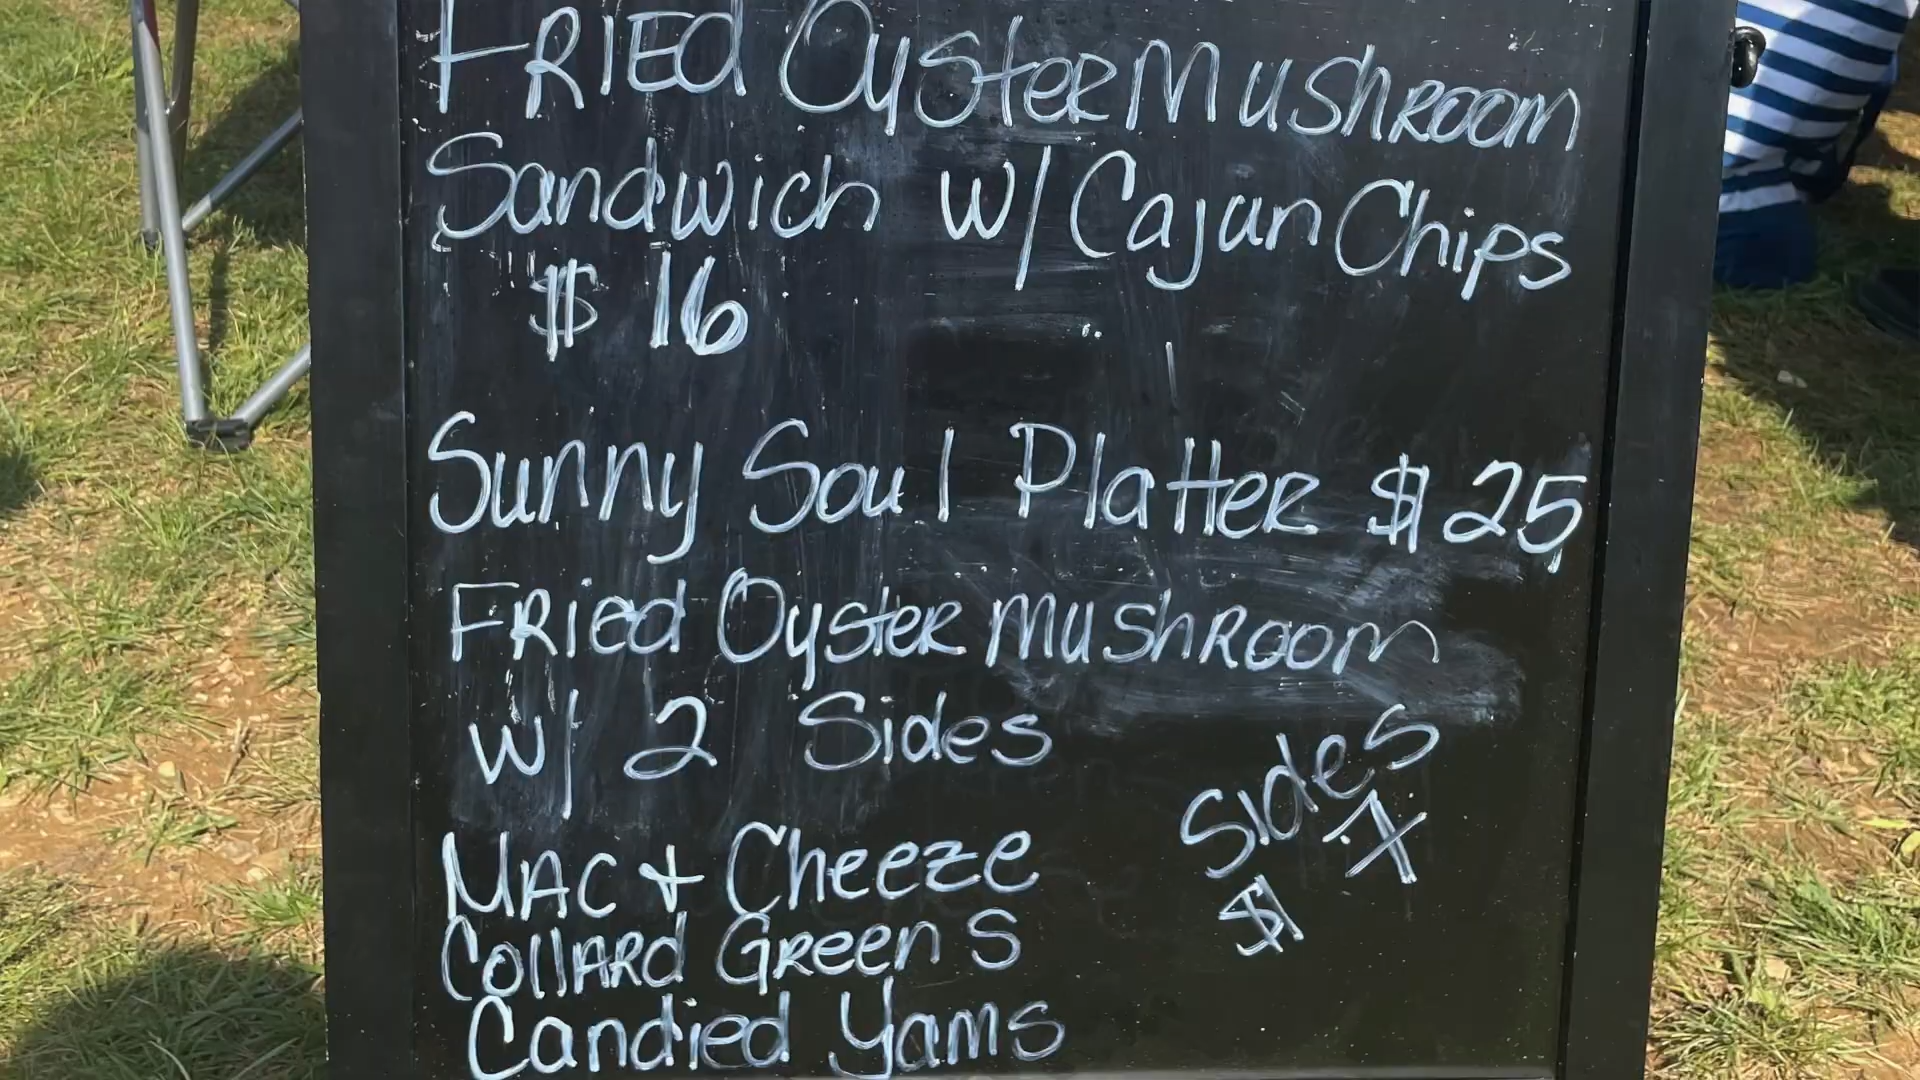 FRIED OysteR MushROOM
Sandwich w/ Cajun Chips
$ 16
Sunny Soul PlatteR $ 25
FRied OysteR MushROOM
w/ 2 Sides
MAC + Cheeze
CollARd GReenS
Candied Yams
Sides
$ 7